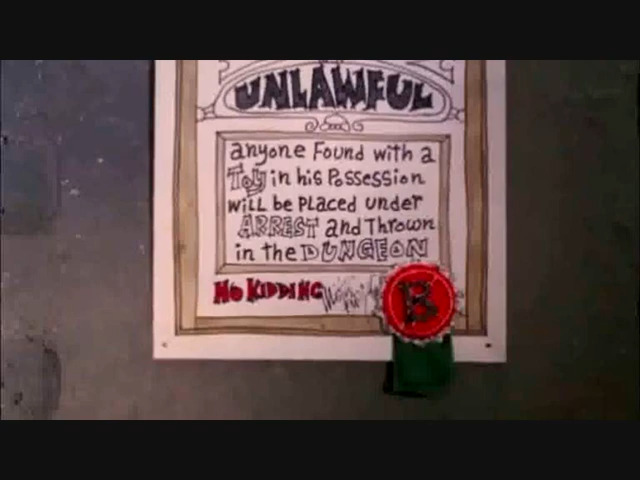 UNLAWFUL
anyone Found with a
Toy in his Possession
will be Placed under
ARREST and Thrown
in the DUNGEON
No KIDDING
B